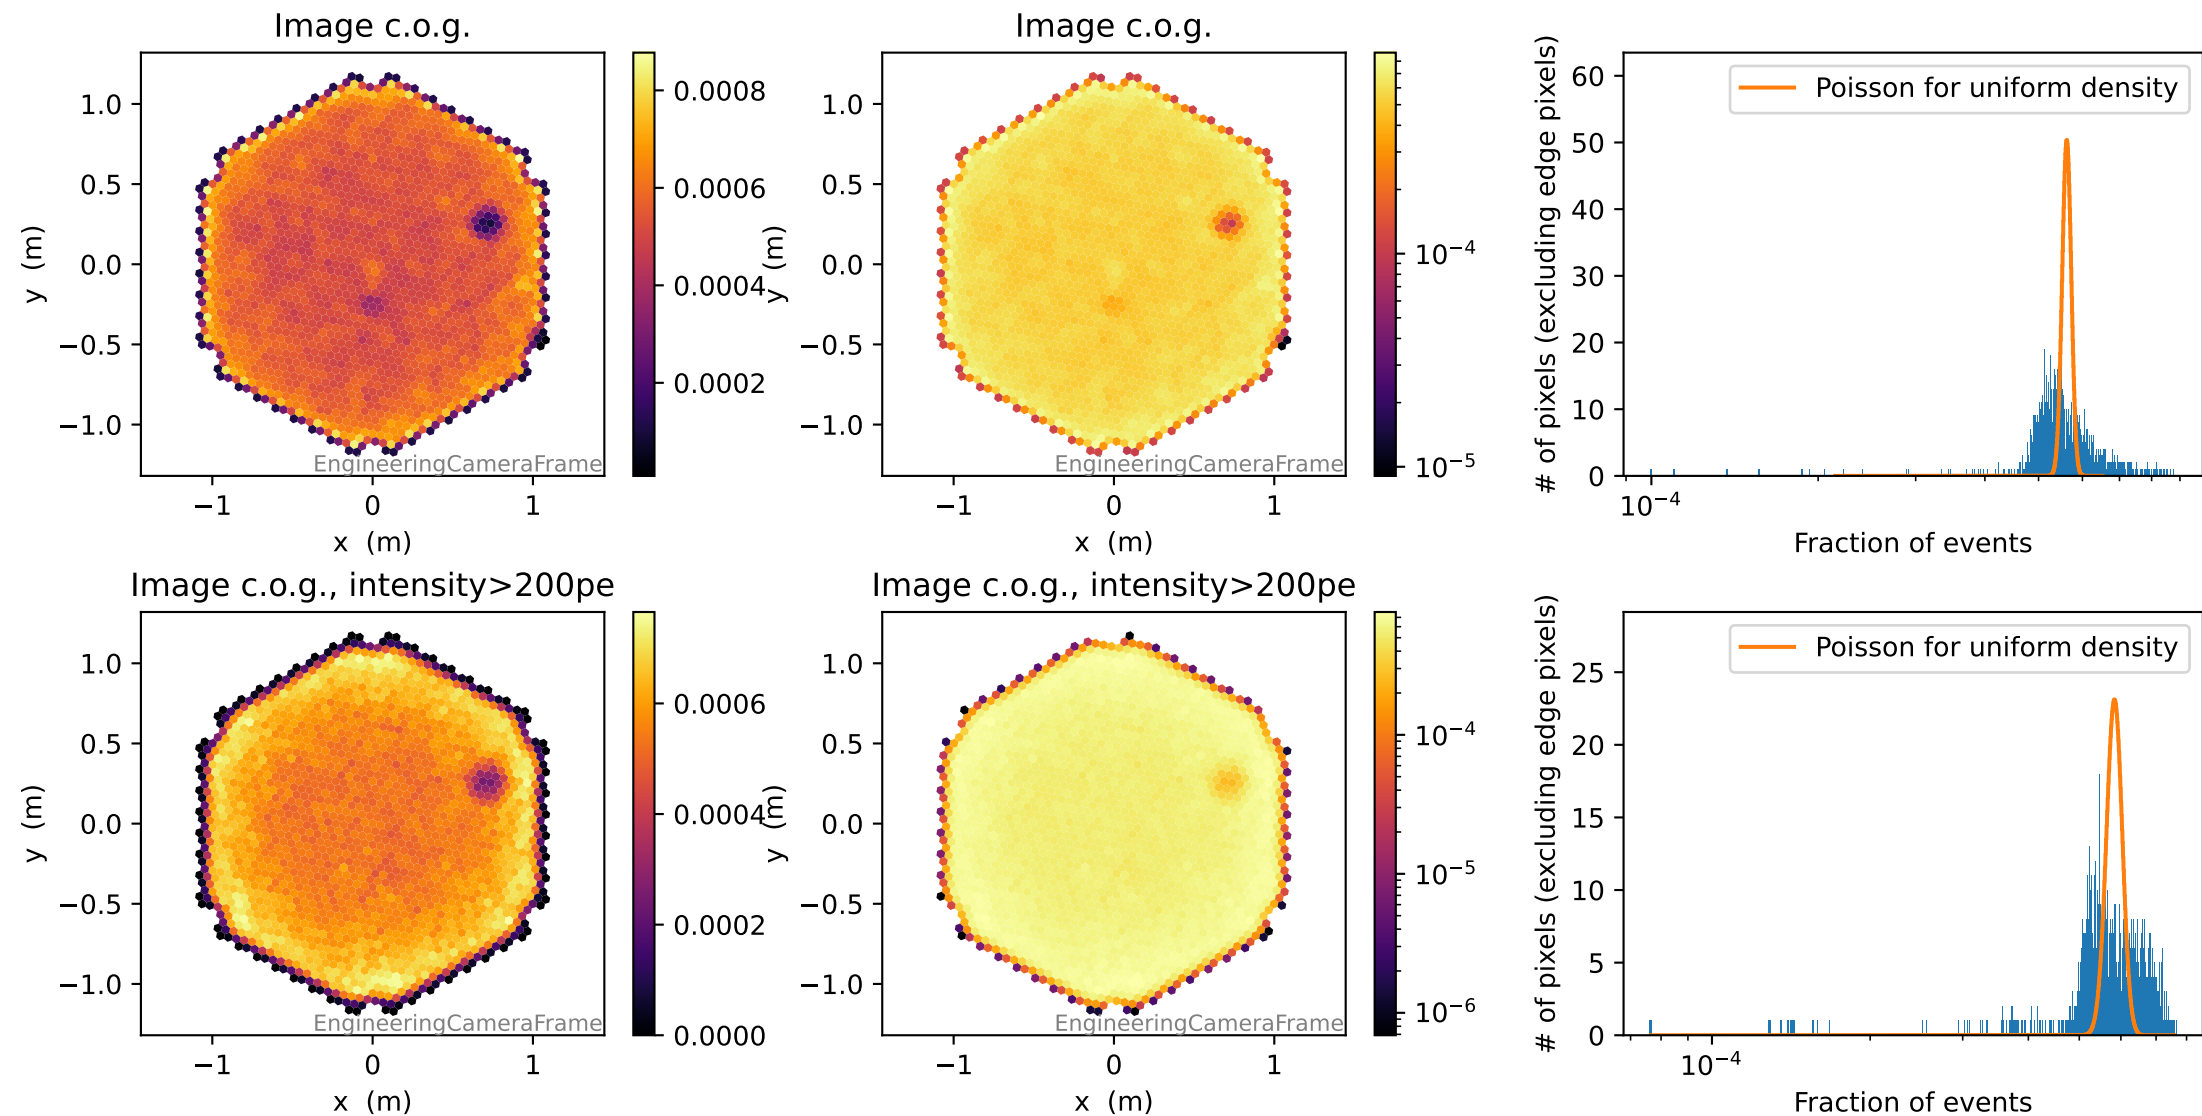 Image c.o.g.
1.0
0.5
0.0
−0.5
−1.0
y (m)
−1 0 1
x (m)
EngineeringCameraFrame
0.0008
0.0006
0.0004
0.0002
Image c.o.g.
1.0
0.5
0.0
−0.5
−1.0
y (m)
−1 0 1
x (m)
EngineeringCameraFrame
10⁻⁴
10⁻⁵
# of pixels (excluding edge pixels)
60
50
40
30
20
10
0
Poisson for uniform density
10⁻⁴
Fraction of events
Image c.o.g., intensity>200pe
1.0
0.5
0.0
−0.5
−1.0
y (m)
−1 0 1
x (m)
EngineeringCameraFrame
0.0006
0.0004
0.0002
0.0000
Image c.o.g., intensity>200pe
1.0
0.5
0.0
−0.5
−1.0
y (m)
−1 0 1
x (m)
EngineeringCameraFrame
10⁻⁴
10⁻⁵
10⁻⁶
# of pixels (excluding edge pixels)
25
20
15
10
5
0
Poisson for uniform density
10⁻⁴
Fraction of events